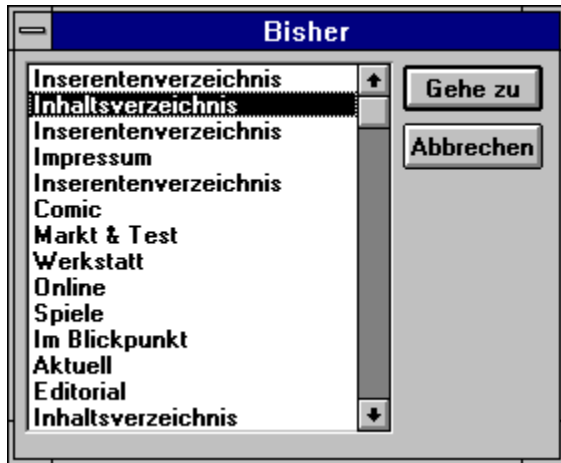 Bisher
Inserentenverzeichnis
Inhaltsverzeichnis
Inserentenverzeichnis
Impressum
Inserentenverzeichnis
Comic
Markt & Test
Werkstatt
Online
Spiele
Im Blickpunkt
Aktuell
Editorial
Inhaltsverzeichnis
Gehe zu
Abbrechen